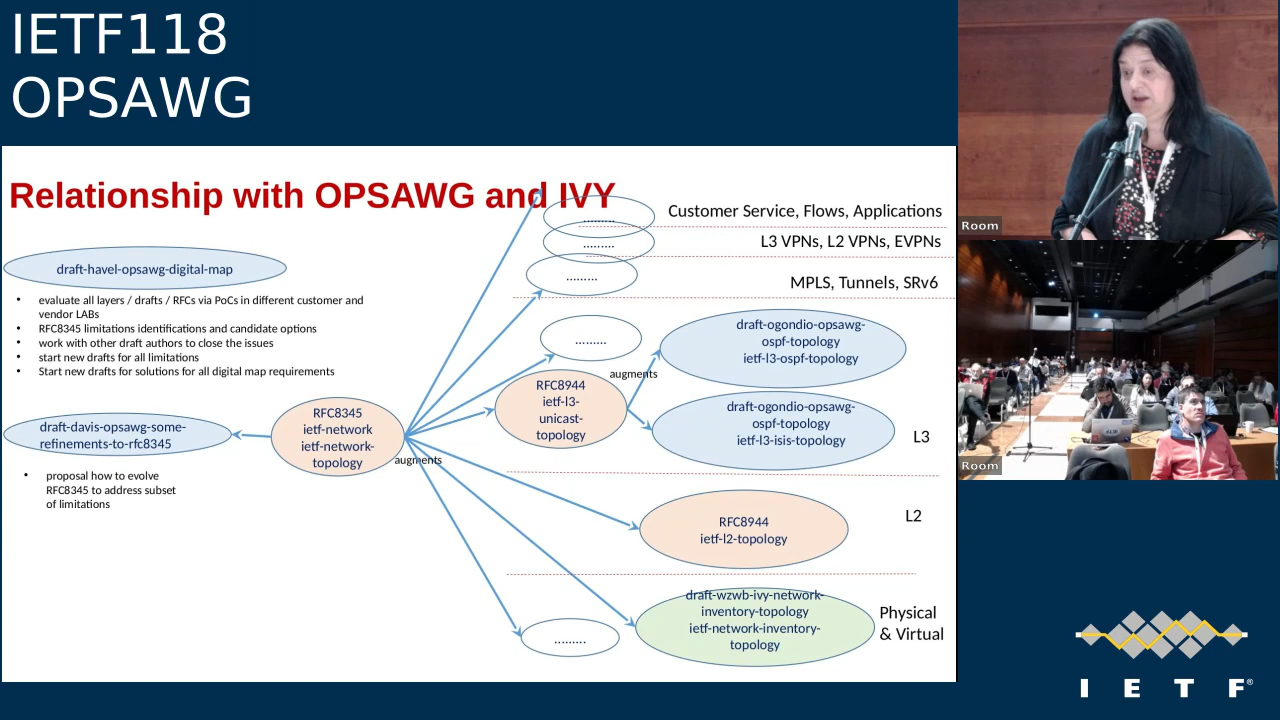 IETF118
OPSAWG
Relationship with OPSAWG and IVY
draft-havel-opsawg-digital-map
• evaluate all layers / drafts / RFCs via PoCs in different customer and
vendor LABs
• RFC8345 limitations identifications and candidate options
• work with other draft authors to close the issues
• start new drafts for all limitations
• Start new drafts for solutions for all digital map requirements
draft-davis-opsawg-some-
refinements-to-rfc8345
• proposal how to evolve
RFC8345 to address subset
of limitations
RFC8345
ietf-network
ietf-network-
topology
augments
.........
Customer Service, Flows, Applications
.........
L3 VPNs, L2 VPNs, EVPNs
.........
MPLS, Tunnels, SRv6
.........
RFC8944
ietf-l3-
unicast-
topology
augments
draft-ogondio-opsawg-
ospf-topology
ietf-l3-ospf-topology
draft-ogondio-opsawg-
ospf-topology
ietf-l3-isis-topology
L3
RFC8944
ietf-l2-topology
L2
.........
draft-wzwb-ivy-network-
inventory-topology
ietf-network-inventory-
topology
Physical
& Virtual
Room
Room
I E T F®